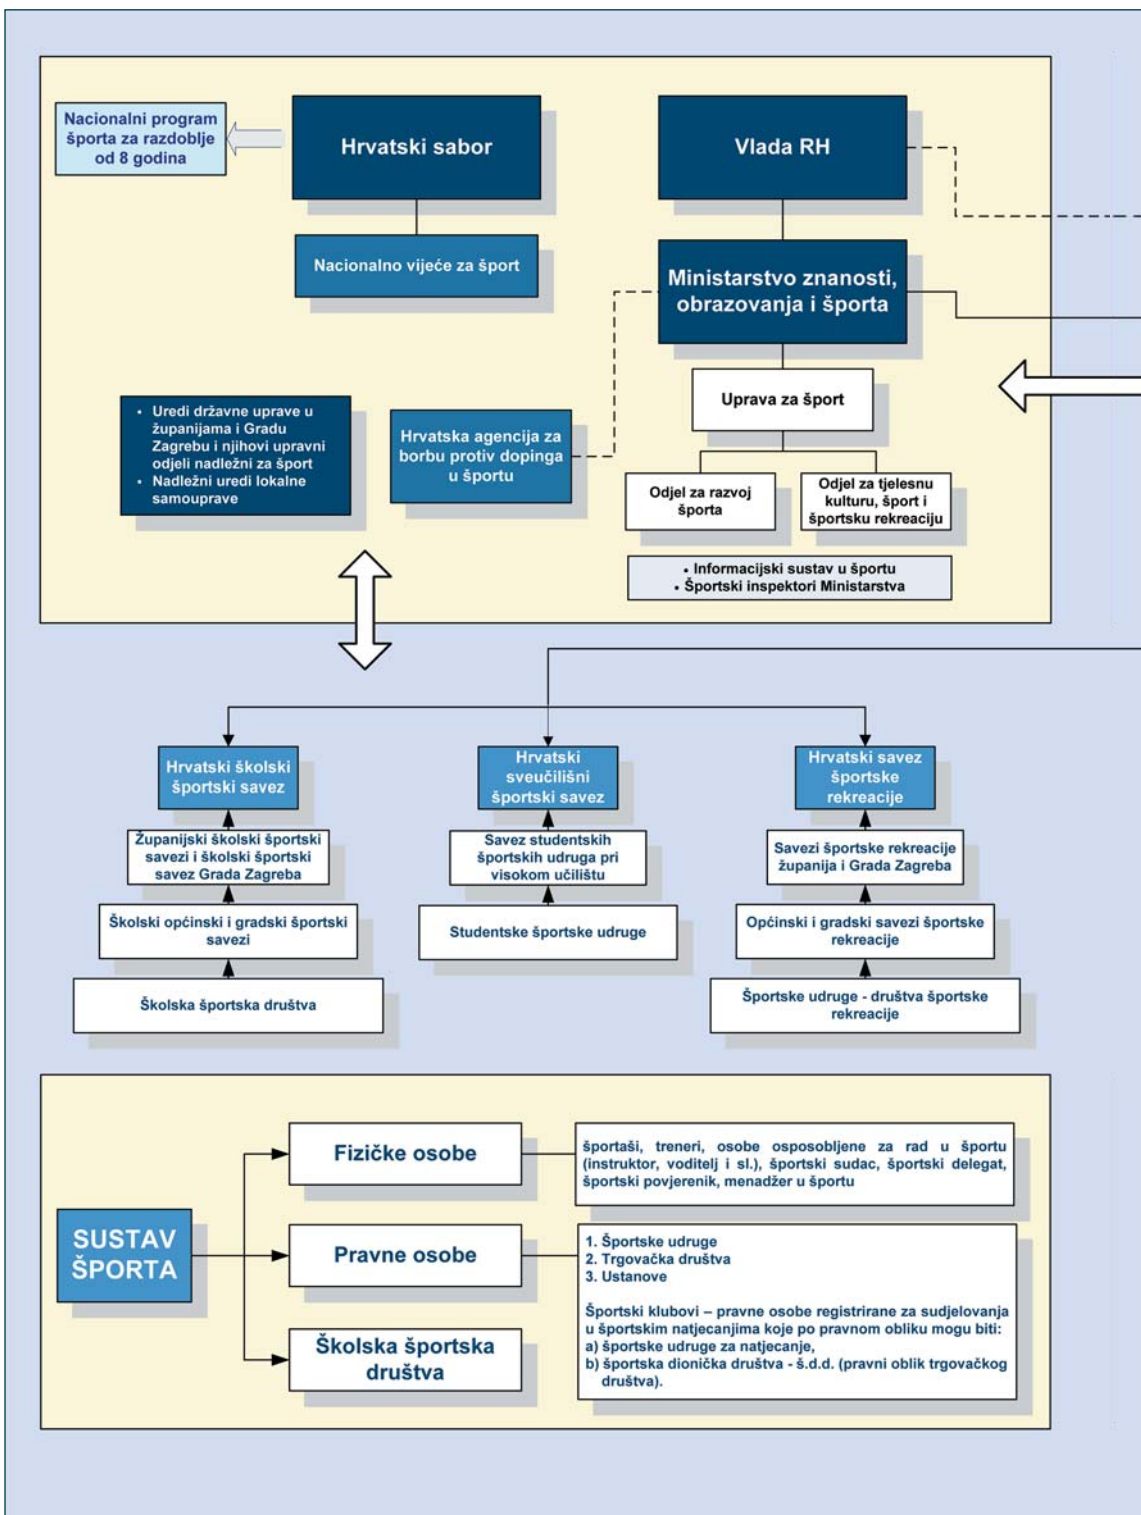 Nacionalni program
športa za razdoblje
od 8 godina
Hrvatski sabor
Vlada RH
Nacionalno vijeće za šport
Ministarstvo znanosti,
obrazovanja i športa
Uprava za šport
• Uredi državne uprave u
županijama i Gradu
Zagrebu i njihovi upravni
odjeli nadležni za šport
• Nadležni uredi lokalne
samouprave
Hrvatska agencija za
borbu protiv dopinga
u športu
Odjel za razvoj
športa
Odjel za tjelesnu
kulturu, šport i
športsku rekreaciju
• Informacijski sustav u športu
• Športski inspektori Ministarstva
Hrvatski školski
športski savez
Hrvatski
sveučilišni
športski savez
Hrvatski savez
športske
rekreacije
Županijski školski športski
savezi i školski športski
savez Grada Zagreba
Savez studentskih
športskih udruga pri
visokom učilištu
Savezi športske rekreacije
županija i Grada Zagreba
Školski općinski i gradski športski
savezi
Studentske športske udruge
Općinski i gradski savezi športske
rekreacije
Školska športska društva
Športske udruge - društva športske
rekreacije
SUSTAV
ŠPORTA
Fizičke osobe
športaši, treneri, osobe osposobljene za rad u športu
(instruktor, voditelj i sl.), športski sudac, športski delegat,
športski povjerenik, menadžer u športu
Pravne osobe
1. Športske udruge
2. Trgovačka društva
3. Ustanove
Športski klubovi – pravne osobe registrirane za sudjelovanja
u športskim natjecanjima koje po pravnom obliku mogu biti:
a) športske udruge za natjecanje,
b) športska dionička društva - š.d.d. (pravni oblik trgovačkog
društva).
Školska športska
društva